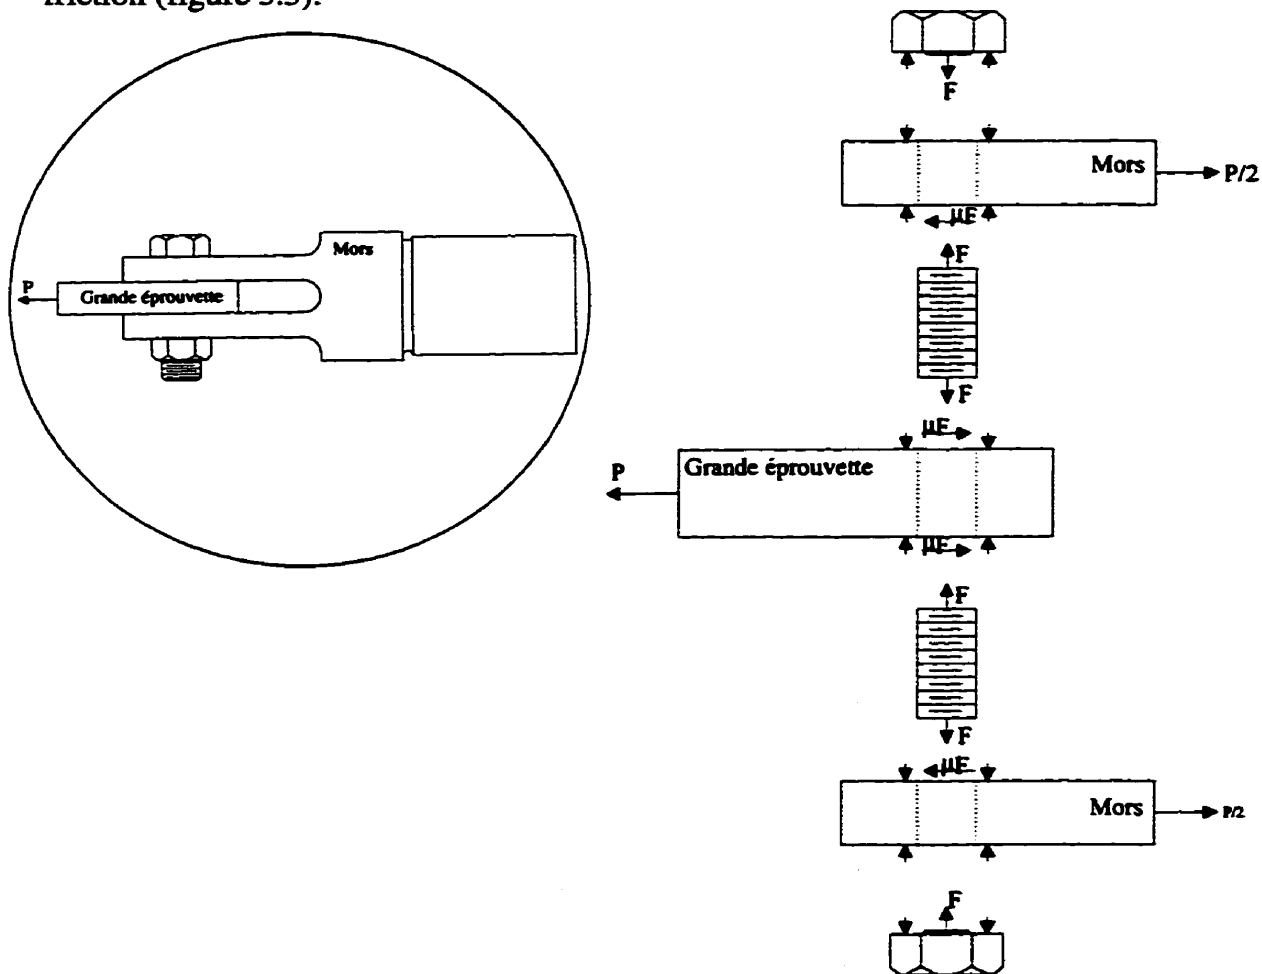 friction (figure 3.3).
Mors
P
Grande éprouvette
F
Mors
P/2
μF
F
F
μF
P
Grande éprouvette
μF
F
F
μF
Mors
P/2
F